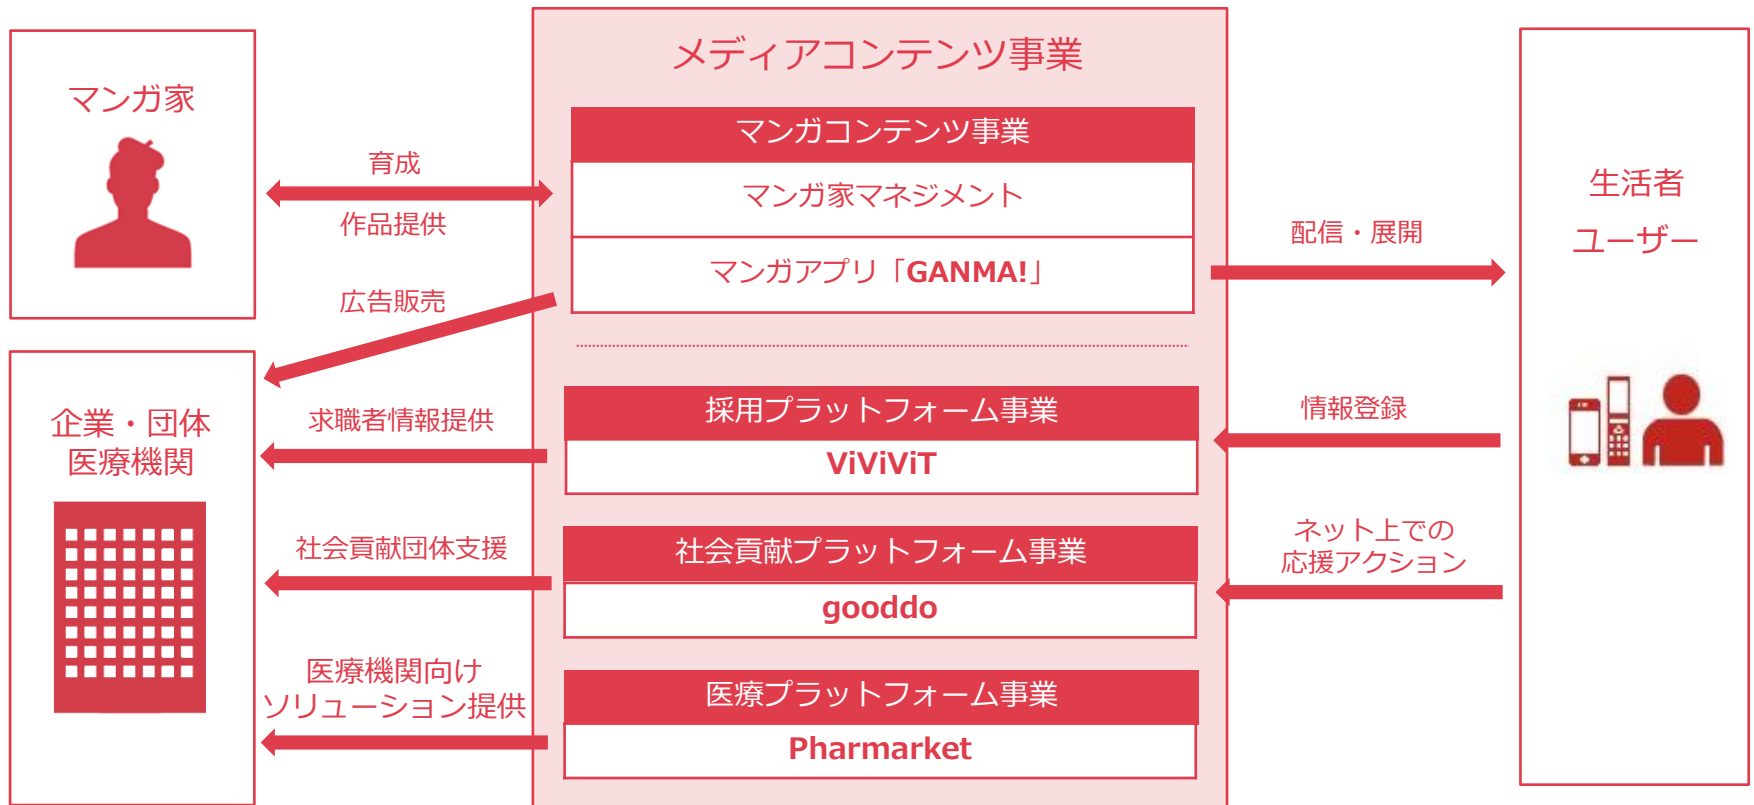 メディアコンテンツ事業
マンガ家
育成
作品提供
広告販売
企業・団体
医療機関
求職者情報提供
社会貢献団体支援
医療機関向け
ソリューション提供
マンガコンテンツ事業
マンガ家マネジメント
マンガアプリ「GANMA!」
採用プラットフォーム事業
ViViViT
社会貢献プラットフォーム事業
gooddo
医療プラットフォーム事業
Pharmarket
配信・展開
情報登録
ネット上での
応援アクション
生活者
ユーザー